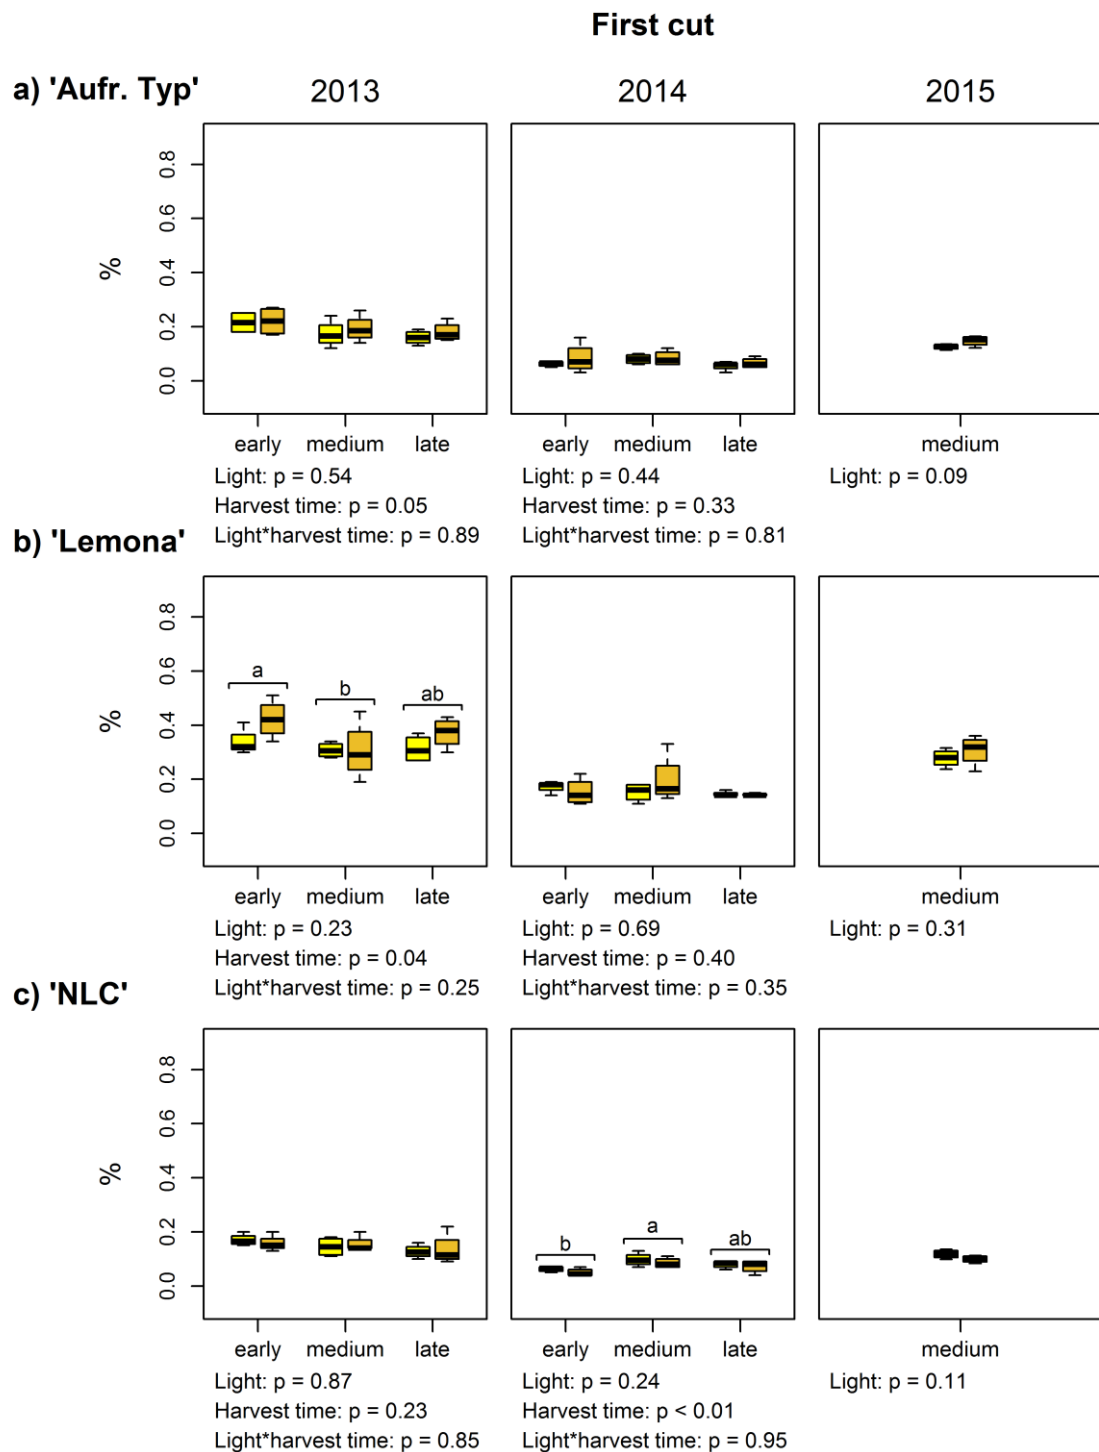 First cut
a) 'Aufr. Typ'
2013 2014 2015
0.8
0.6
0.4
0.2
0.0
%
early medium late early medium late medium
Light: p = 0.54 Light: p = 0.44 Light: p = 0.09
Harvest time: p = 0.05 Harvest time: p = 0.33
Light*harvest time: p = 0.89 Light*harvest time: p = 0.81
b) 'Lemona'
0.8
0.6
0.4
0.2
0.0
%
a b ab
early medium late early medium late medium
Light: p = 0.23 Light: p = 0.69 Light: p = 0.31
Harvest time: p = 0.04 Harvest time: p = 0.40
Light*harvest time: p = 0.25 Light*harvest time: p = 0.35
c) 'NLC'
0.8
0.6
0.4
0.2
0.0
%
b a ab
early medium late early medium late medium
Light: p = 0.87 Light: p = 0.24 Light: p = 0.11
Harvest time: p = 0.23 Harvest time: p < 0.01
Light*harvest time: p = 0.85 Light*harvest time: p = 0.95